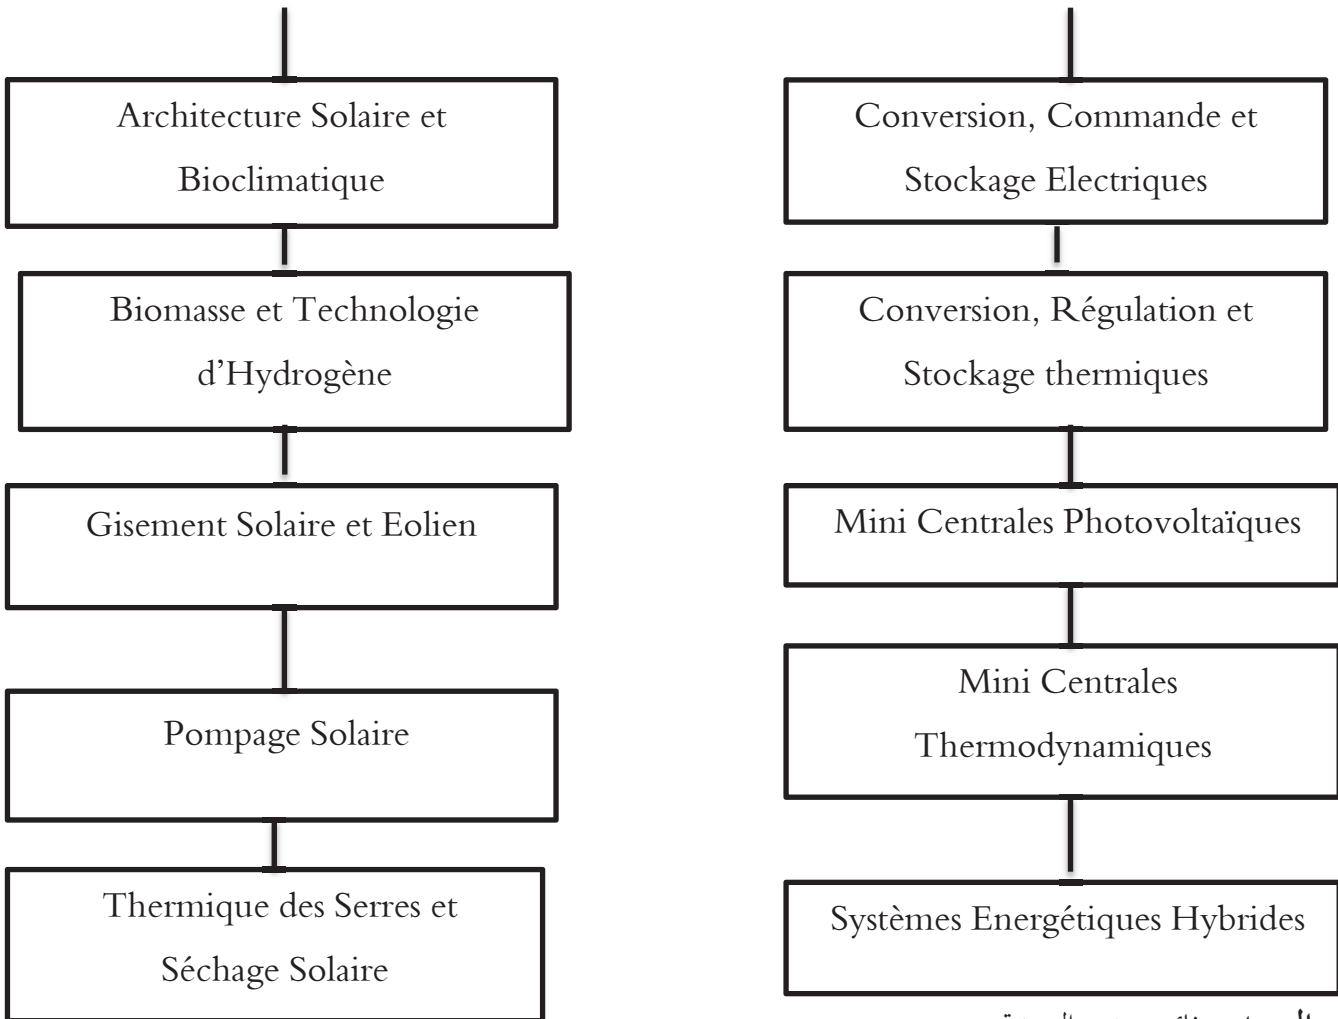 Architecture Solaire et
Bioclimatique
Biomasse et Technologie
d’Hydrogène
Gisement Solaire et Eolien
Pompage Solaire
Thermique des Serres et
Séchage Solaire
Conversion, Commande et
Stockage Electriques
Conversion, Régulation et
Stockage thermiques
Mini Centrales Photovoltaïques
Mini Centrales
Thermodynamiques
Systèmes Energétiques Hybrides